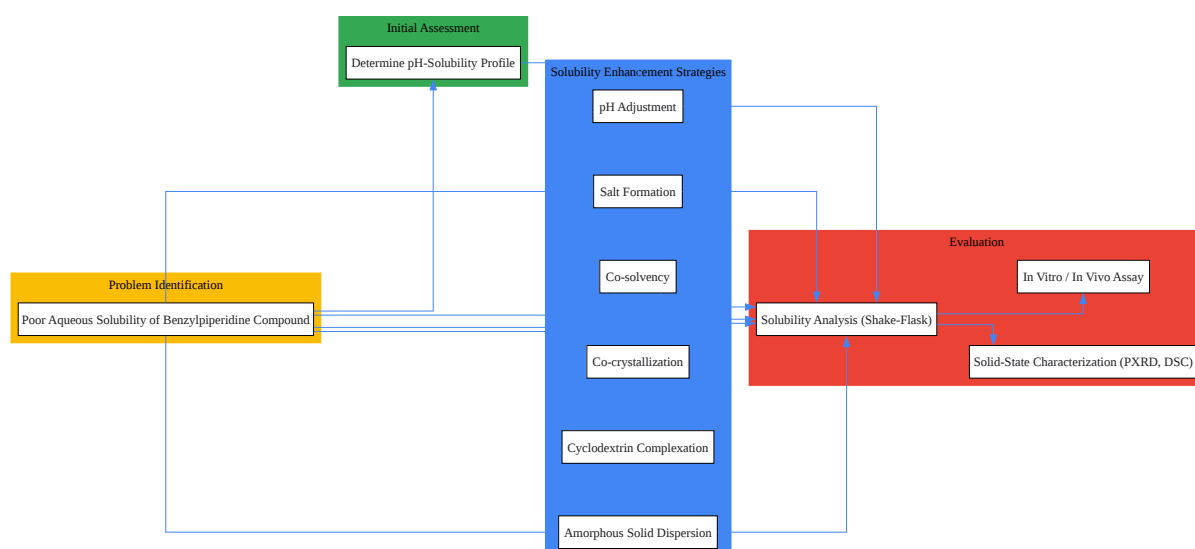 Initial Assessment
Determine pH-Solubility Profile
Solubility Enhancement Strategies
pH Adjustment
Salt Formation
Co-solvency
Co-crystallization
Cyclodextrin Complexation
Amorphous Solid Dispersion
Problem Identification
Poor Aqueous Solubility of Benzylpiperidine Compound
Evaluation
In Vitro / In Vivo Assay
Solubility Analysis (Shake-Flask)
Solid-State Characterization (PXRD, DSC)